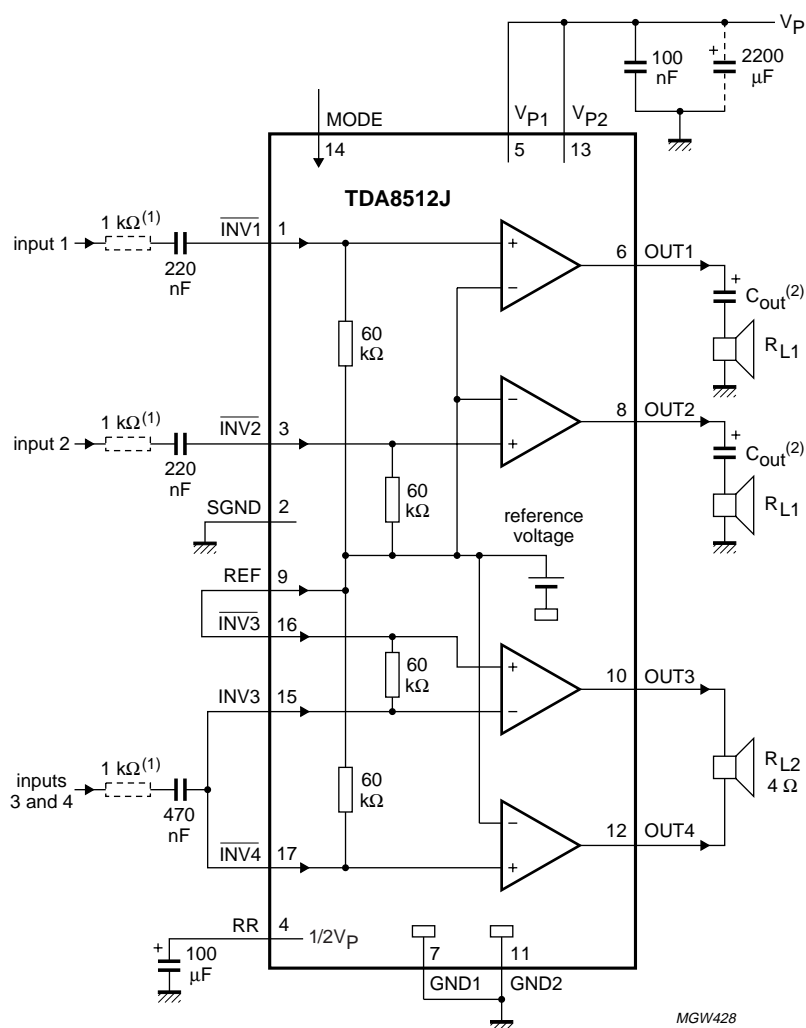 V_P
100 nF
+ 2200 μF
MODE
14
V_P1
5
V_P2
13
TDA8512J
input 1
1 kΩ(1)
220 nF
INV1
1
+
−
6
OUT1
+
C_out(2)
R_L1
60 kΩ
input 2
1 kΩ(1)
220 nF
INV2
3
−
+
8
OUT2
+
C_out(2)
R_L1
SGND
2
60 kΩ
reference voltage
REF
9
INV3
16
60 kΩ
+
−
10
OUT3
INV3
15
inputs 3 and 4
1 kΩ(1)
470 nF
60 kΩ
R_L2
4 Ω
INV4
17
−
+
12
OUT4
RR
4
1/2V_P
+ 100 μF
7
GND1
11
GND2
MGW428